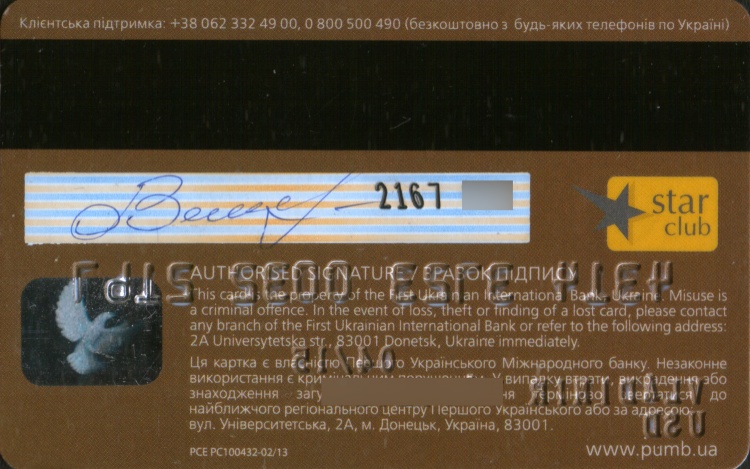 Клієнтська підтримка: +38 062 332 49 00, 0 800 500 490 (безкоштовно з будь-яких телефонів по Україні)
2167
star
club
AUTHORISED SIGNATURE / ЗРАЗОК ПІДПИСУ
This card is the property of the First Ukrainian International Bank, Ukraine. Misuse is
a criminal offence. In the event of loss, theft or finding of a lost card, please contact
any branch of the First Ukrainian International Bank or refer to the following address:
2A Universytetska str., 83001 Donetsk, Ukraine immediately.
Ця картка є власністю Першого Українського Міжнародного банку. Незаконне
використання є кримінальним порушенням. У випадку втрати, викрадення або
знаходження загу терміново звертатися до
найближчого регіонального центру Першого Українського або за адресою:
вул. Університетська, 2А, м. Донецьк, Україна, 83001.
PCE PC100432-02/13
www.pumb.ua